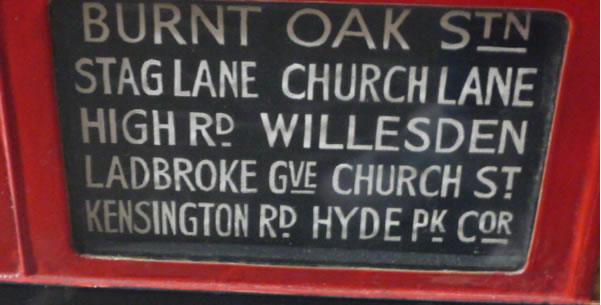 BURNT OAK STN
STAG LANE CHURCH LANE
HIGH RD WILLESDEN
LADBROKE GVE CHURCH ST
KENSINGTON RD HYDE PK COR